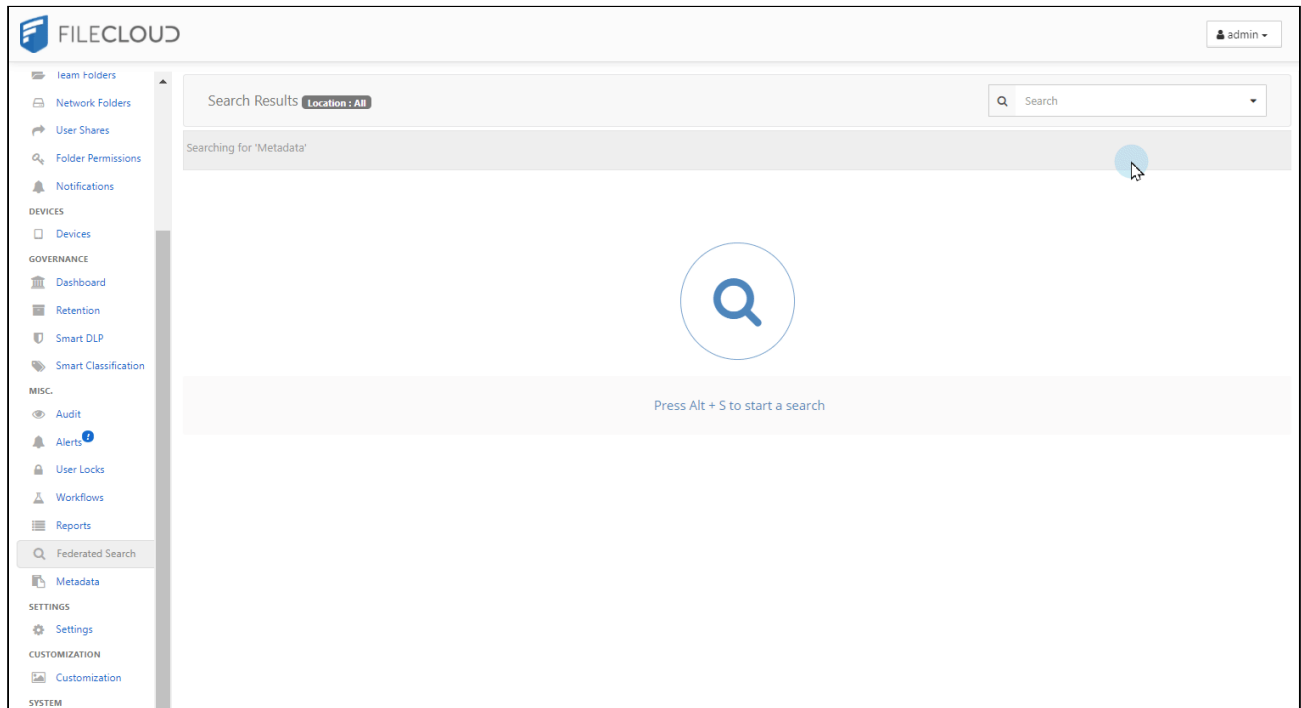 FILECLOUD
admin
Team Folders
Network Folders
User Shares
Folder Permissions
Notifications
DEVICES
Devices
GOVERNANCE
Dashboard
Retention
Smart DLP
Smart Classification
MISC.
Audit
Alerts !
User Locks
Workflows
Reports
Federated Search
Metadata
SETTINGS
Settings
CUSTOMIZATION
Customization
SYSTEM
Search Results Location : All
Search
Searching for 'Metadata'
Press Alt + S to start a search